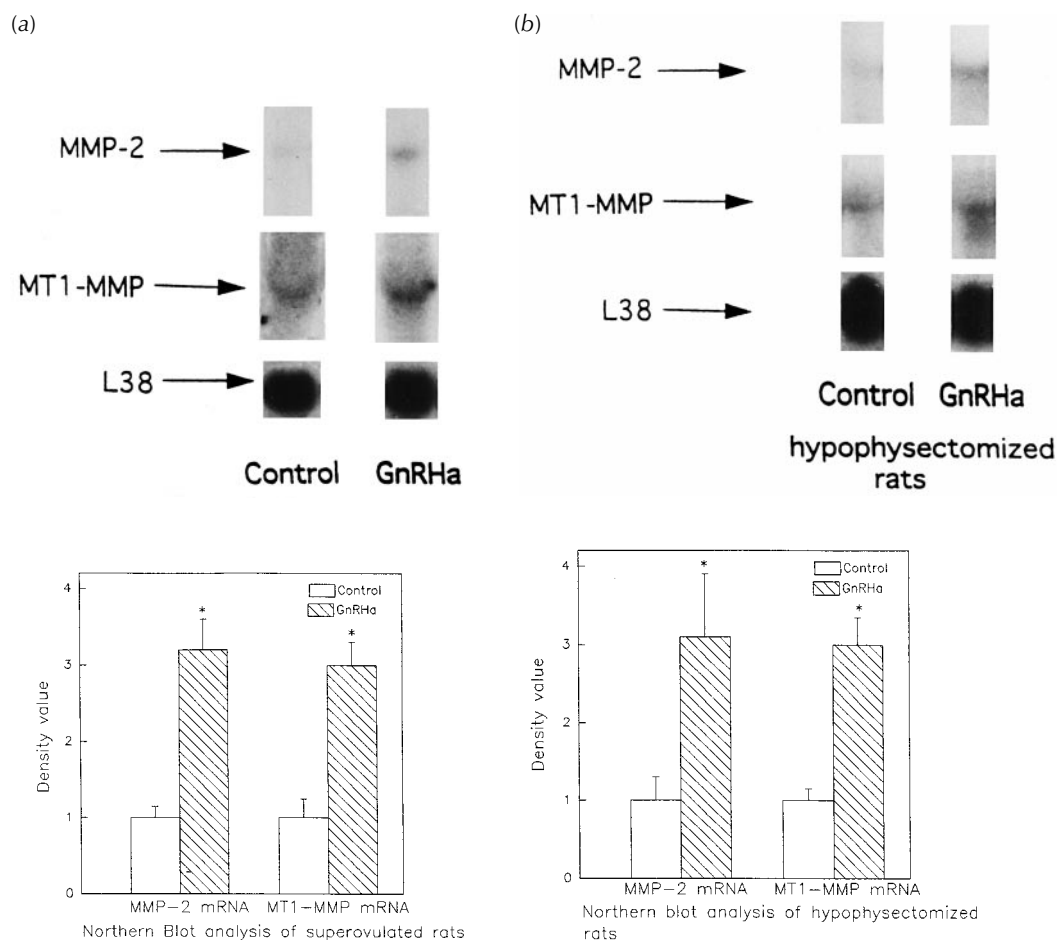 (a)
MMP-2
MT1-MMP
L38
Control GnRHa
(b)
MMP-2
MT1-MMP
L38
Control GnRHa
hypophysectomized
rats
4
3
2
1
0
Density value
Control
GnRHa
*
*
MMP-2 mRNA MT1-MMP mRNA
Northern Blot analysis of superovulated rats
4
3
2
1
0
Density value
Control
GnRHa
*
*
MMP-2 mRNA MT1-MMP mRNA
Northern blot analysis of hypophysectomized
rats